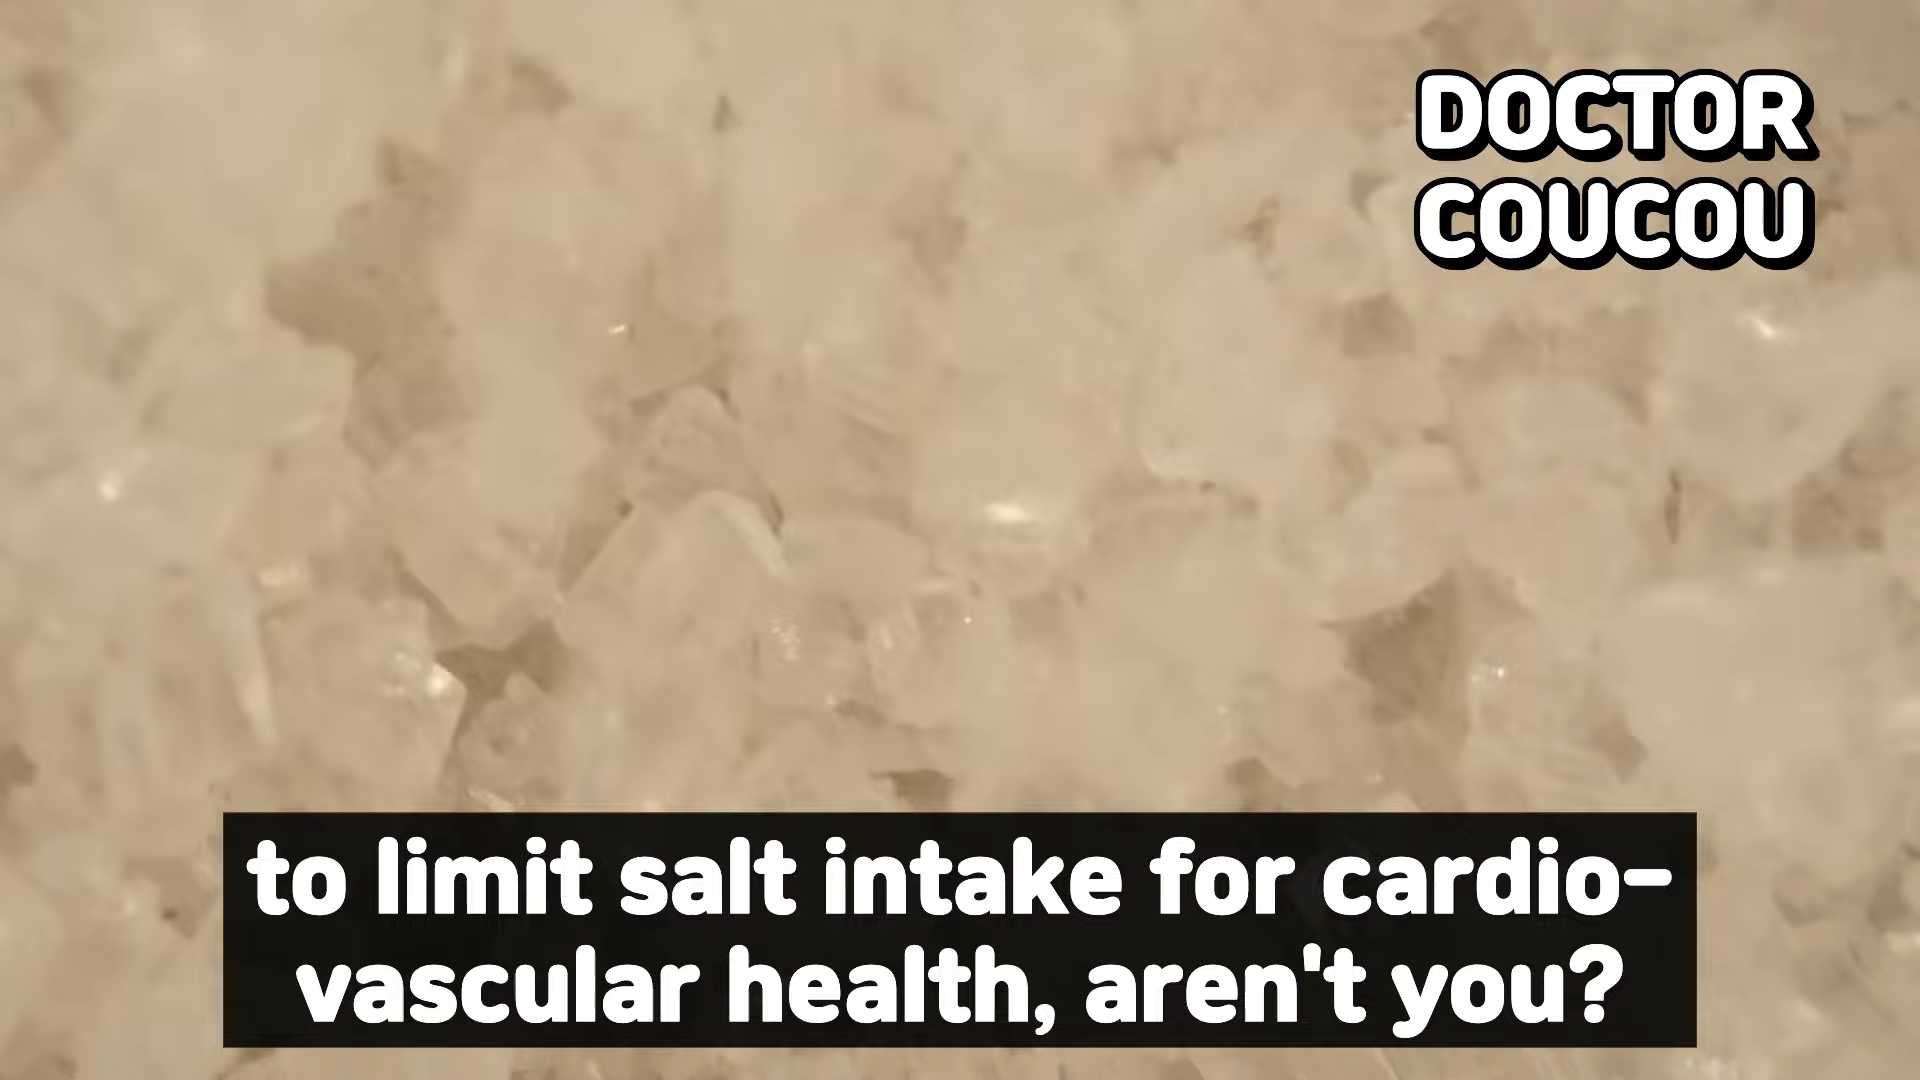 DOCTOR
COUCOU
to limit salt intake for cardio-
vascular health, aren't you?